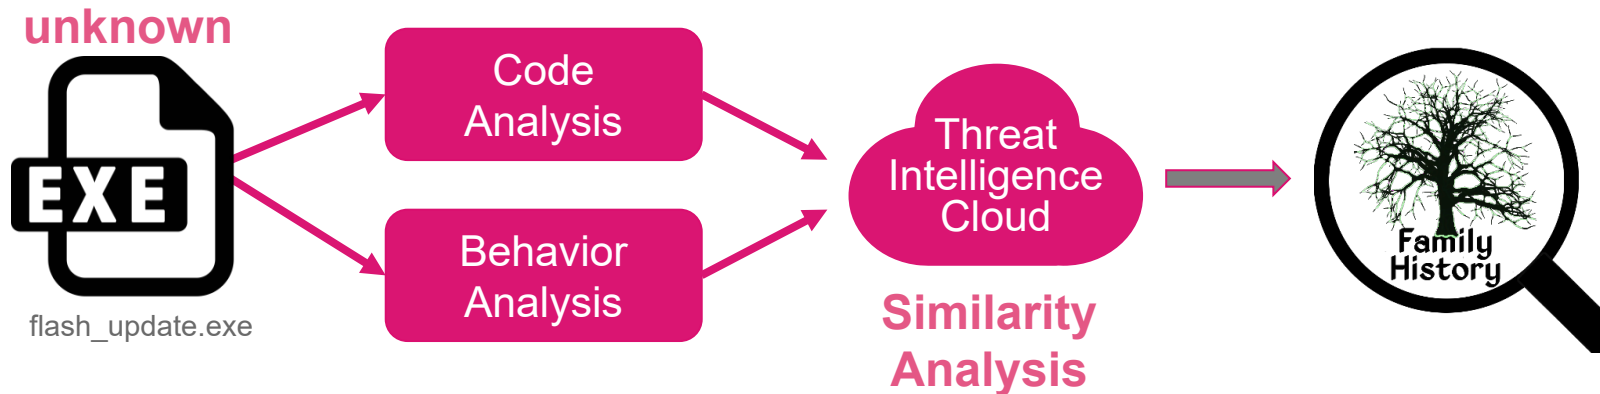 unknown
EXE
flash_update.exe
Code
Analysis
Behavior
Analysis
Threat
Intelligence
Cloud
Similarity
Analysis
Family
History